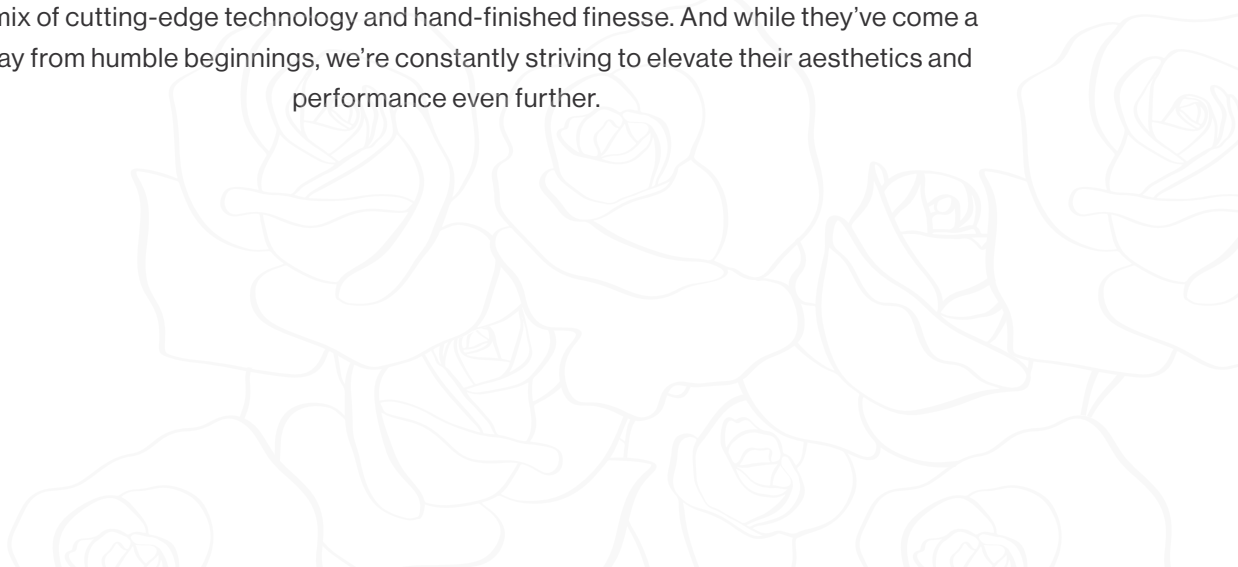 mix of cutting-edge technology and hand-finished finesse. And while they’ve come a
ay from humble beginnings, we’re constantly striving to elevate their aesthetics and
performance even further.